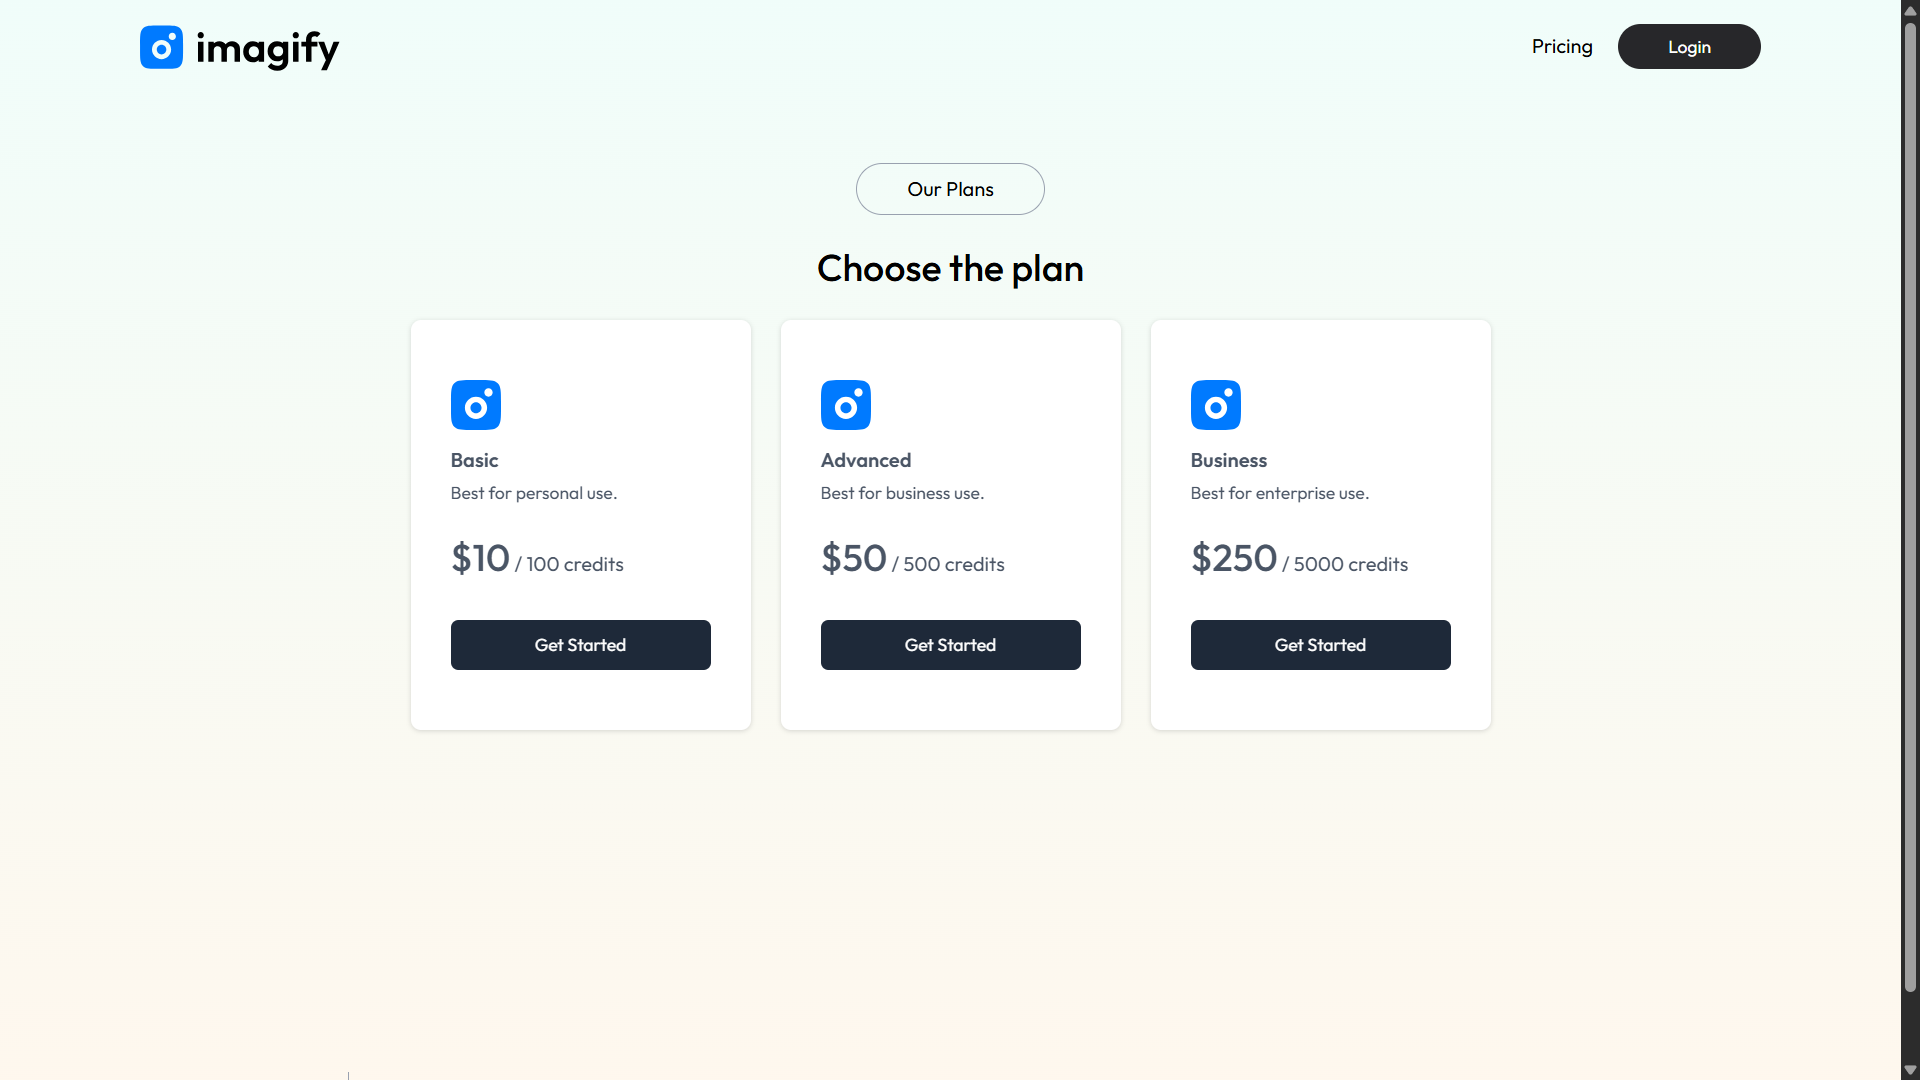 imagify
Pricing
Login
Our Plans
Choose the plan
Basic
Best for personal use.
$10 / 100 credits
Get Started
Advanced
Best for business use.
$50 / 500 credits
Get Started
Business
Best for enterprise use.
$250 / 5000 credits
Get Started